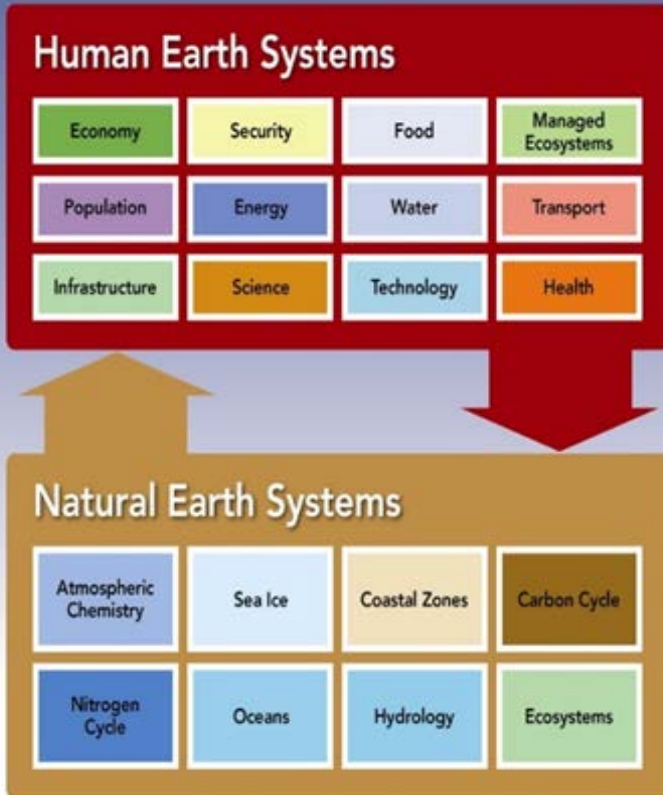 Human Earth Systems
Economy
Security
Food
Managed
Ecosystems
Population
Energy
Water
Transport
Infrastructure
Science
Technology
Health
Natural Earth Systems
Atmospheric
Chemistry
Sea Ice
Coastal Zones
Carbon Cycle
Nitrogen
Cycle
Oceans
Hydrology
Ecosystems